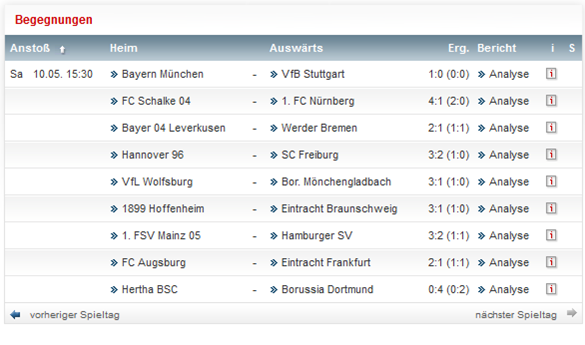 Begegnungen
Anstoß Heim Auswärts Erg. Bericht i S
Sa 10.05. 15:30 Bayern München - VfB Stuttgart 1:0 (0:0) Analyse i
FC Schalke 04 - 1. FC Nürnberg 4:1 (2:0) Analyse i
Bayer 04 Leverkusen - Werder Bremen 2:1 (1:1) Analyse i
Hannover 96 - SC Freiburg 3:2 (1:0) Analyse i
VfL Wolfsburg - Bor. Mönchengladbach 3:1 (1:0) Analyse i
1899 Hoffenheim - Eintracht Braunschweig 3:1 (1:0) Analyse i
1. FSV Mainz 05 - Hamburger SV 3:2 (1:1) Analyse i
FC Augsburg - Eintracht Frankfurt 2:1 (1:1) Analyse i
Hertha BSC - Borussia Dortmund 0:4 (0:2) Analyse i
vorheriger Spieltag nächster Spieltag